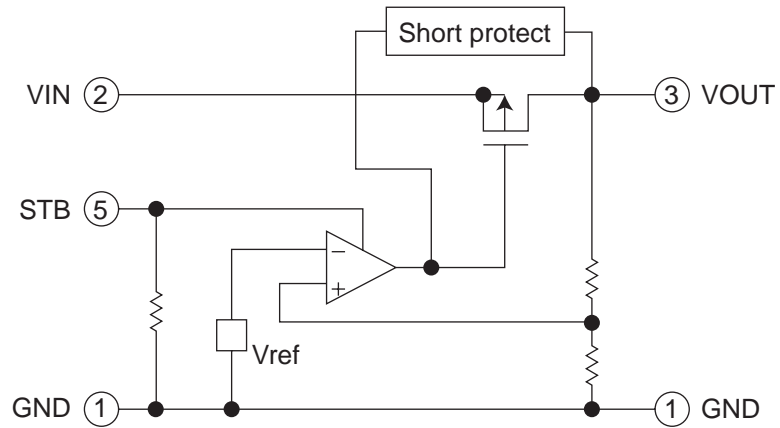 Short protect
VIN 2
3 VOUT
STB 5
−
+
Vref
GND 1
1 GND